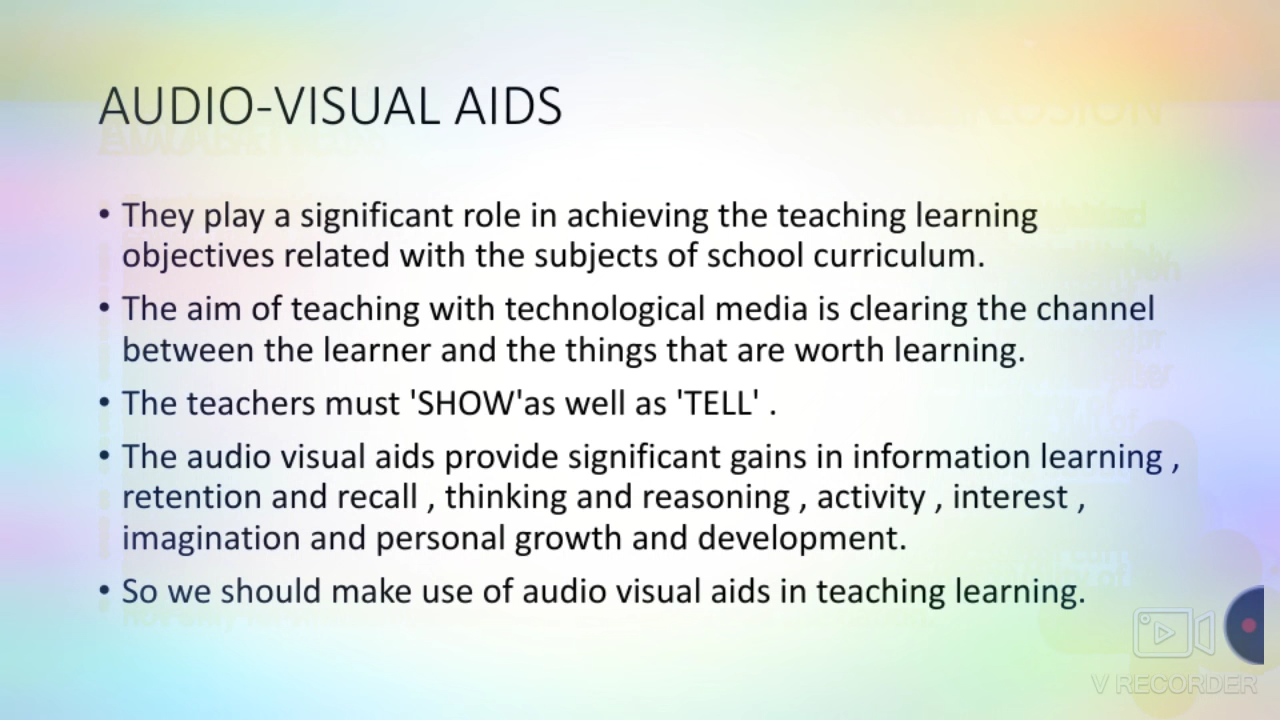 AUDIO-VISUAL AIDS
• They play a significant role in achieving the teaching learning
objectives related with the subjects of school curriculum.
• The aim of teaching with technological media is clearing the channel
between the learner and the things that are worth learning.
• The teachers must 'SHOW'as well as 'TELL' .
• The audio visual aids provide significant gains in information learning ,
retention and recall , thinking and reasoning , activity , interest ,
imagination and personal growth and development.
• So we should make use of audio visual aids in teaching learning.
V RECORDER